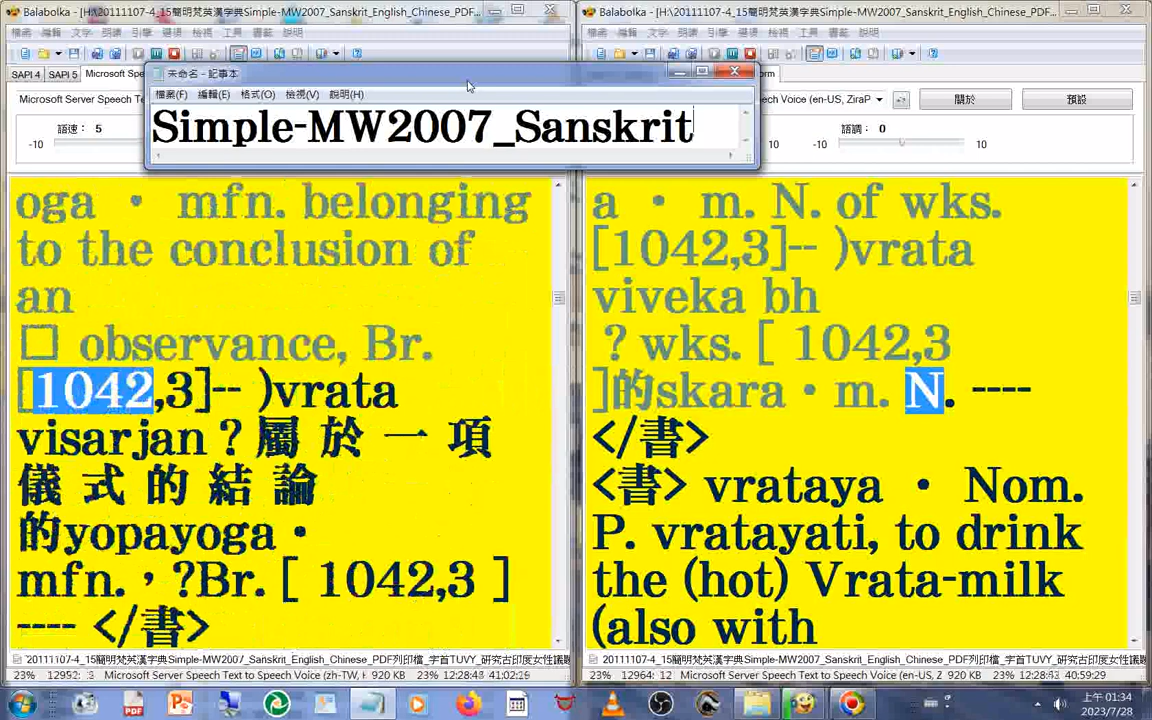 Balabolka - [H:\20111107-4_15簡明梵英漢字典Simple-MW2007_Sanskrit_English_Chinese_PDF...
Balabolka - [H:\20111107-4_15簡明梵英漢字典Simple-MW2007_Sanskrit_English_Chinese_PDF...
SAPI 4 SAPI 5 Microsoft Spe
未命名 - 記事本
檔案(F) 編輯(E) 格式(O) 檢視(V) 說明(H)
Simple-MW2007_Sanskrit
Microsoft Server Speech Text
語速： 5
-10
ech Voice (en-US, ZiraP
關於
預設
語調： 0
-10
10
oga • mfn. belonging
to the conclusion of
an
□ observance, Br.
[1042,3]-- )vrata
visarjan？屬 於 一 項
儀 式 的 結 論
的yopayoga•
mfn.，?Br. [ 1042,3 ]
---- </書>
a • m. N. of wks.
[1042,3]-- )vrata
viveka bh
? wks. [ 1042,3
]的skara•m. N. ----
</書>
<書> vrataya • Nom.
P. vratayati, to drink
the (hot) Vrata-milk
(also with
20111107-4_15簡明梵英漢字典Simple-MW2007_Sanskrit_English_Chinese_PDF列印檔_字首TUVY_研究古印度女性議題
20111107-4_15簡明梵英漢字典Simple-MW2007_Sanskrit_English_Chinese_PDF列印檔_字首TUVY_研究古印度女性議題
23% 12952: Microsoft Server Speech Text to Speech Voice (zh-TW, 920 KB 12:28:4 41:02:29
23% 12964: 12 Microsoft Server Speech Text to Speech Voice (en-US, 920 KB 12:28:43 40:59:29
上午 01:34
2023/7/28